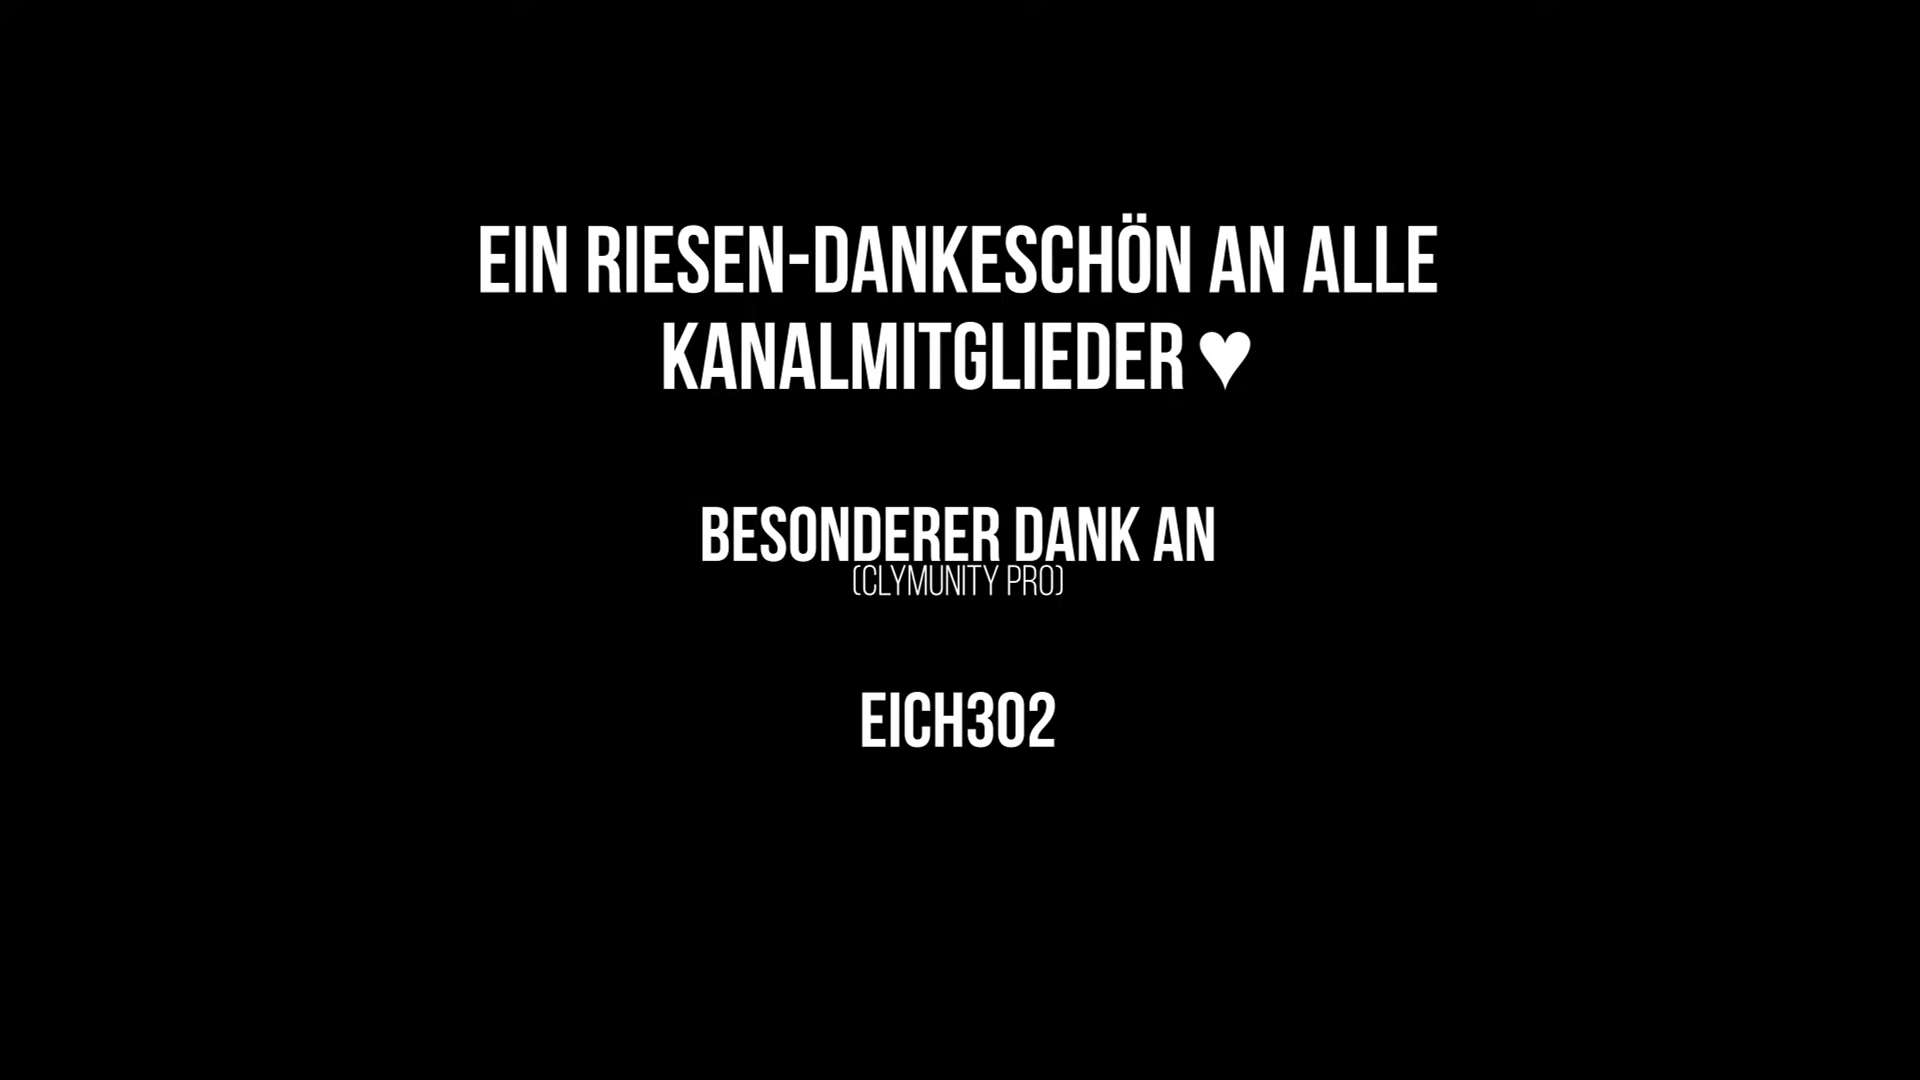 EIN RIESEN-DANKESCHÖN AN ALLE
KANALMITGLIEDER ♥
BESONDERER DANK AN
(CLYMUNITY PRO)
EICH302